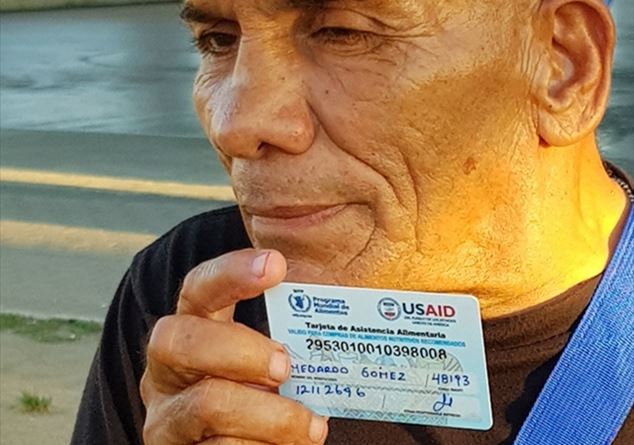 Programa Mundial de Alimentos
USAID
Tarjeta de Asistencia Alimentaria
VALIDO PARA COMPRAS DE ALIMENTOS NUTRITIVOS RECOMENDADOS
2953010010398008
MEDARDO GOMEZ 48193
12112696